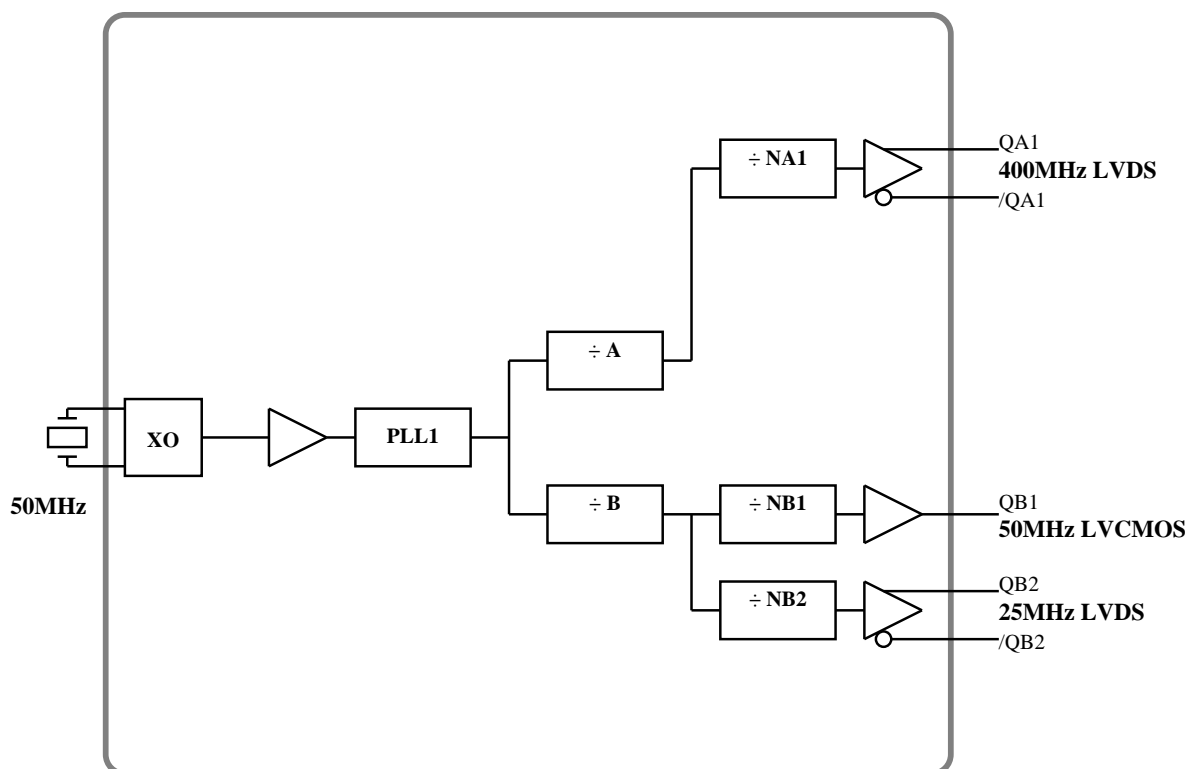 ÷ NA1
QA1
400MHz LVDS
/QA1
÷ A
XO
PLL1
50MHz
÷ B
÷ NB1
QB1
50MHz LVCMOS
÷ NB2
QB2
25MHz LVDS
/QB2